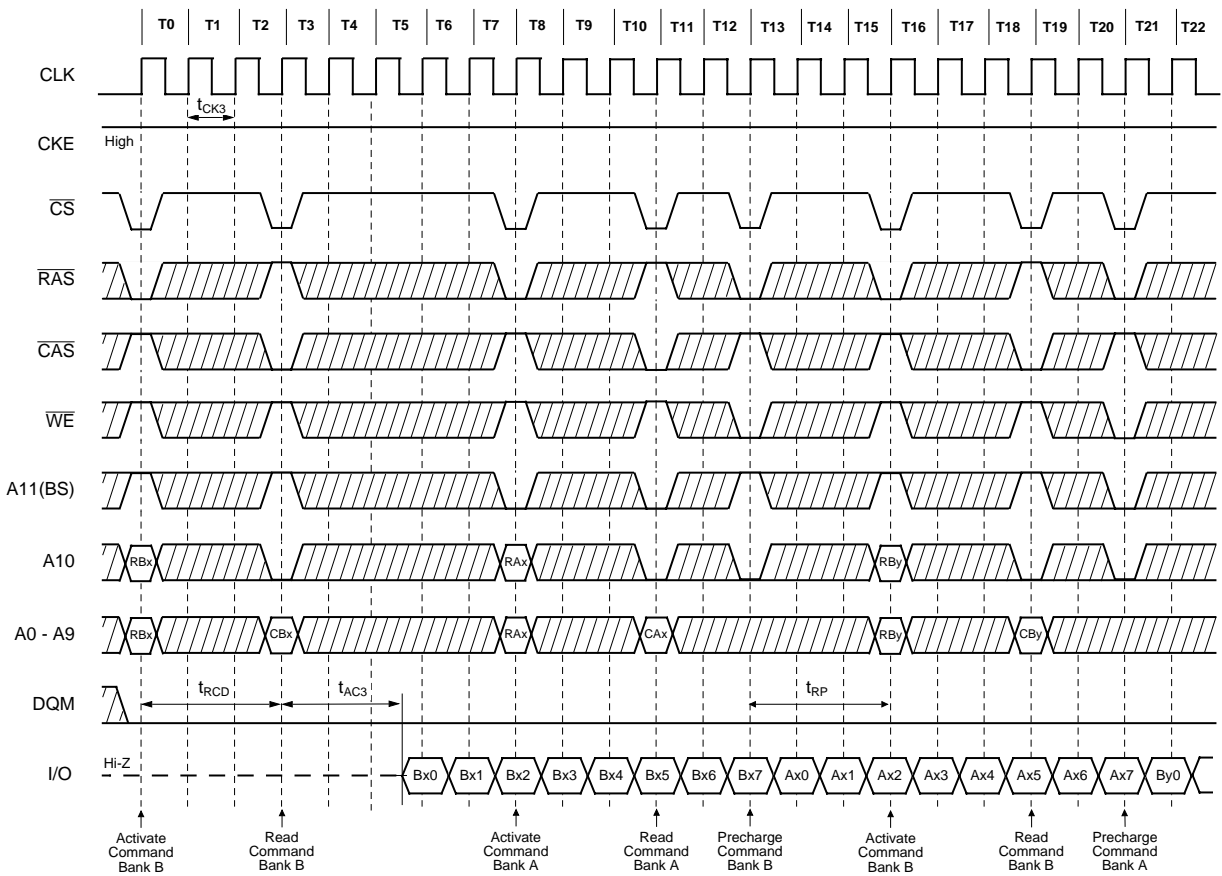 T0 T1 T2 T3 T4 T5 T6 T7 T8 T9 T10 T11 T12 T13 T14 T15 T16 T17 T18 T19 T20 T21 T22
CLK
tCK3
CKE High
CS
RAS
CAS
WE
A11(BS)
A10 RBx RAx RBy
A0 - A9 RBx CBx RAx CAx RBy CBy
DQM tRCD tAC3 tRP
I/O Hi-Z Bx0 Bx1 Bx2 Bx3 Bx4 Bx5 Bx6 Bx7 Ax0 Ax1 Ax2 Ax3 Ax4 Ax5 Ax6 Ax7 By0
Activate Command Bank B
Read Command Bank B
Activate Command Bank A
Read Command Bank A
Precharge Command Bank B
Activate Command Bank B
Read Command Bank B
Precharge Command Bank A